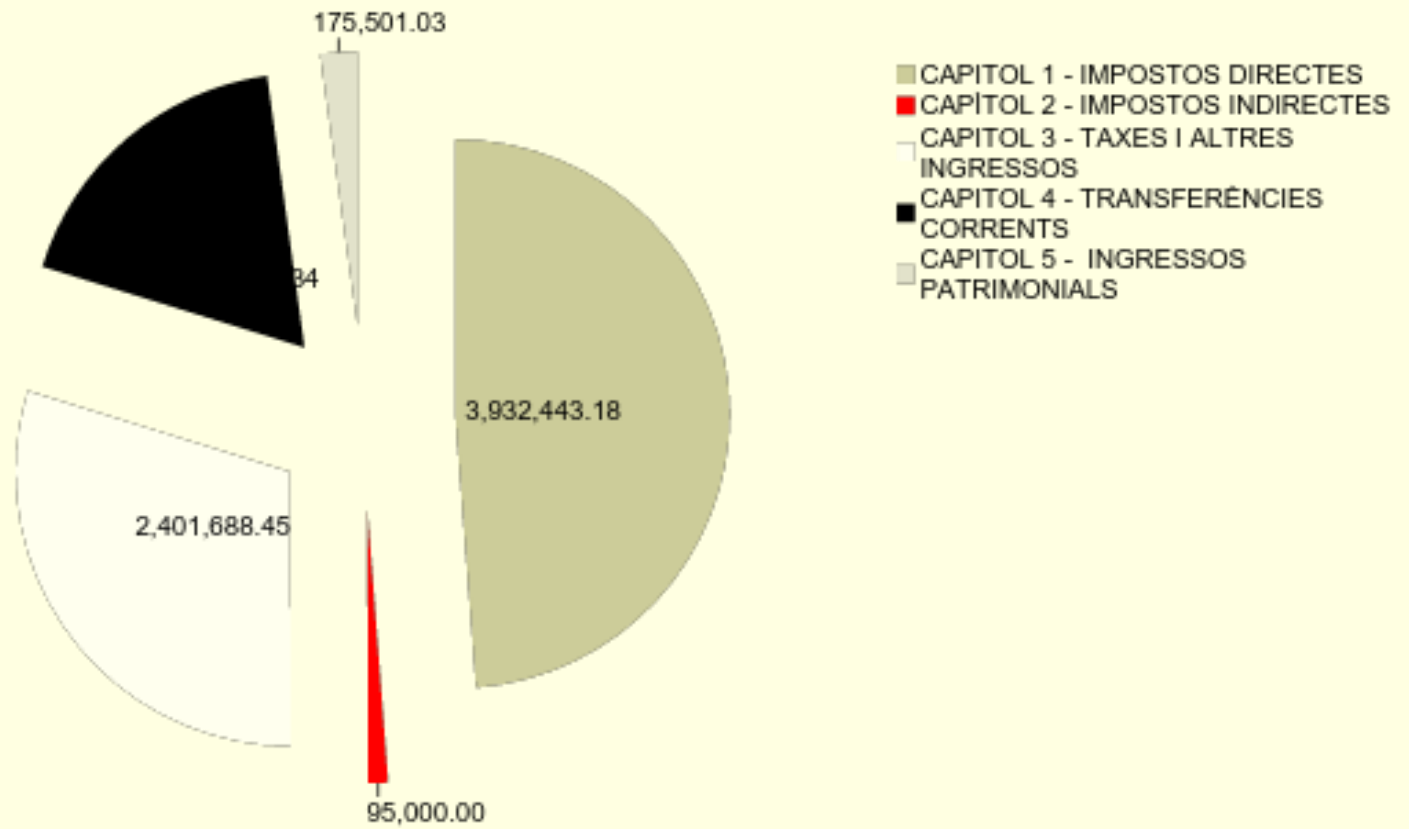 175,501.03
CAPITOL 1 - IMPOSTOS DIRECTES
CAPÍTOL 2 - IMPOSTOS INDIRECTES
CAPITOL 3 - TAXES I ALTRES
INGRESSOS
CAPITOL 4 - TRANSFERÈNCIES
CORRENTS
CAPITOL 5 -  INGRESSOS
PATRIMONIALS
3,932,443.18
2,401,688.45
95,000.00